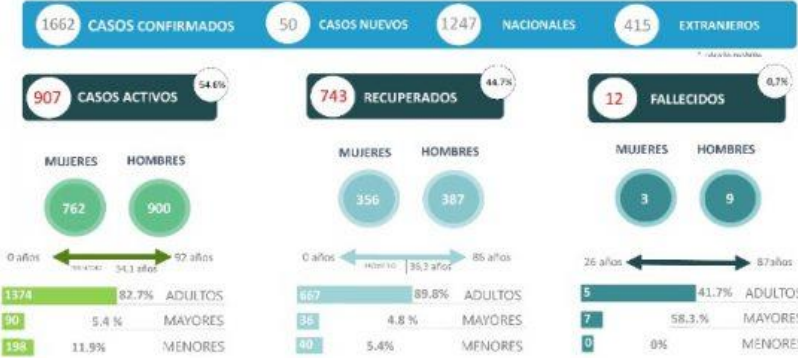 1662 CASOS CONFIRMADOS 50 CASOS NUEVOS 1247 NACIONALES 415 EXTRANJEROS
907 CASOS ACTIVOS 54.6%
MUJERES HOMBRES
762 900
0 años 92 años
34,1 años
1374 82.7% ADULTOS
90 5.4 % MAYORES
198 11.9% MENORES
743 RECUPERADOS 44.7%
MUJERES HOMBRES
356 387
0 años 86 años
36,3 años
667 89.8% ADULTOS
36 4.8 % MAYORES
40 5.4% MENORES
12 FALLECIDOS 0,7%
MUJERES HOMBRES
3 9
26 años 87años
5 41.7% ADULTOS
7 58.3.% MAYORES
0 0% MENORE